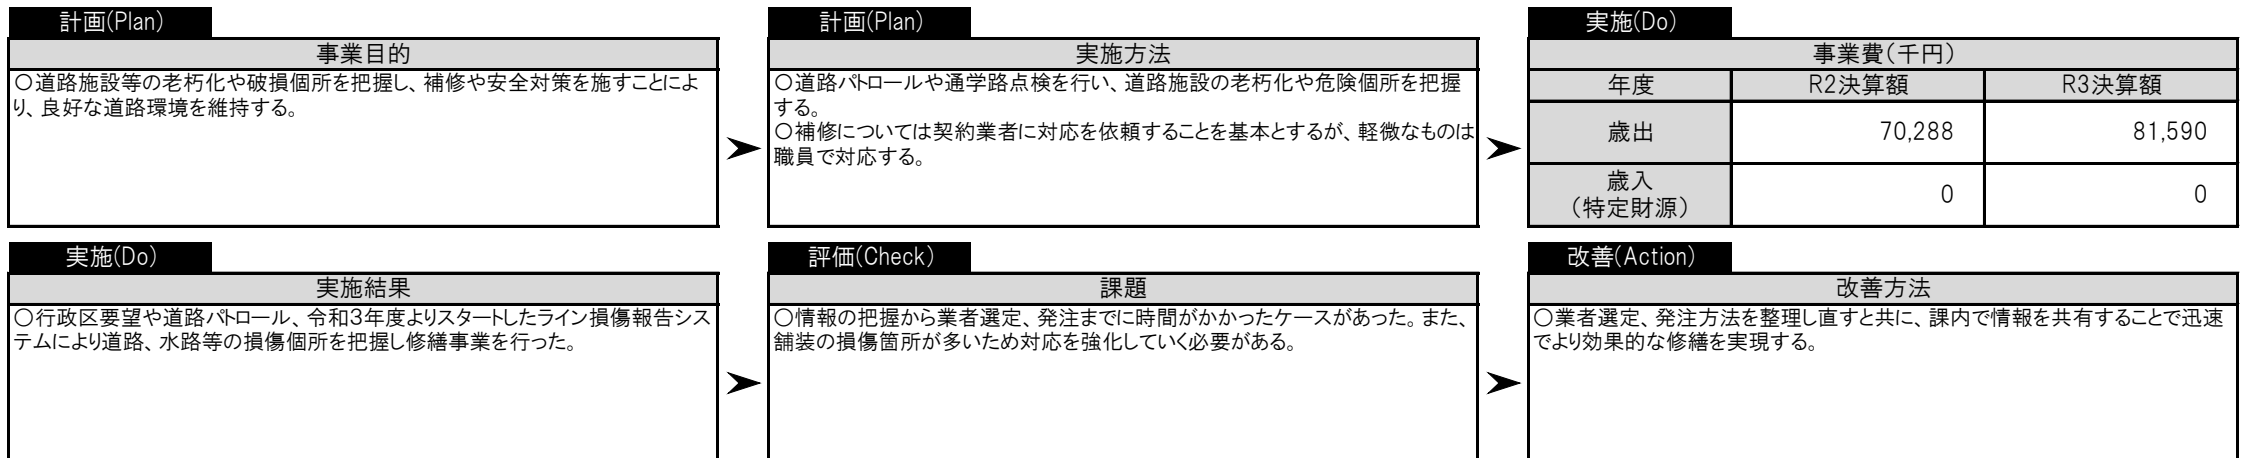 計画(Plan)
事業目的
○道路施設等の老朽化や破損個所を把握し、補修や安全対策を施すことによ
り、良好な道路環境を維持する。
計画(Plan)
実施方法
○道路パトロールや通学路点検を行い、道路施設の老朽化や危険個所を把握
する。
○補修については契約業者に対応を依頼することを基本とするが、軽微なものは
職員で対応する。
実施(Do)
事業費(千円)
年度 R2決算額 R3決算額
歳出 70,288 81,590
歳入
(特定財源) 0 0
実施(Do)
実施結果
○行政区要望や道路パトロール、令和3年度よりスタートしたライン損傷報告シス
テムにより道路、水路等の損傷個所を把握し修繕事業を行った。
評価(Check)
課題
○情報の把握から業者選定、発注までに時間がかかったケースがあった。また、
舗装の損傷箇所が多いため対応を強化していく必要がある。
改善(Action)
改善方法
○業者選定、発注方法を整理し直すと共に、課内で情報を共有することで迅速
でより効果的な修繕を実現する。